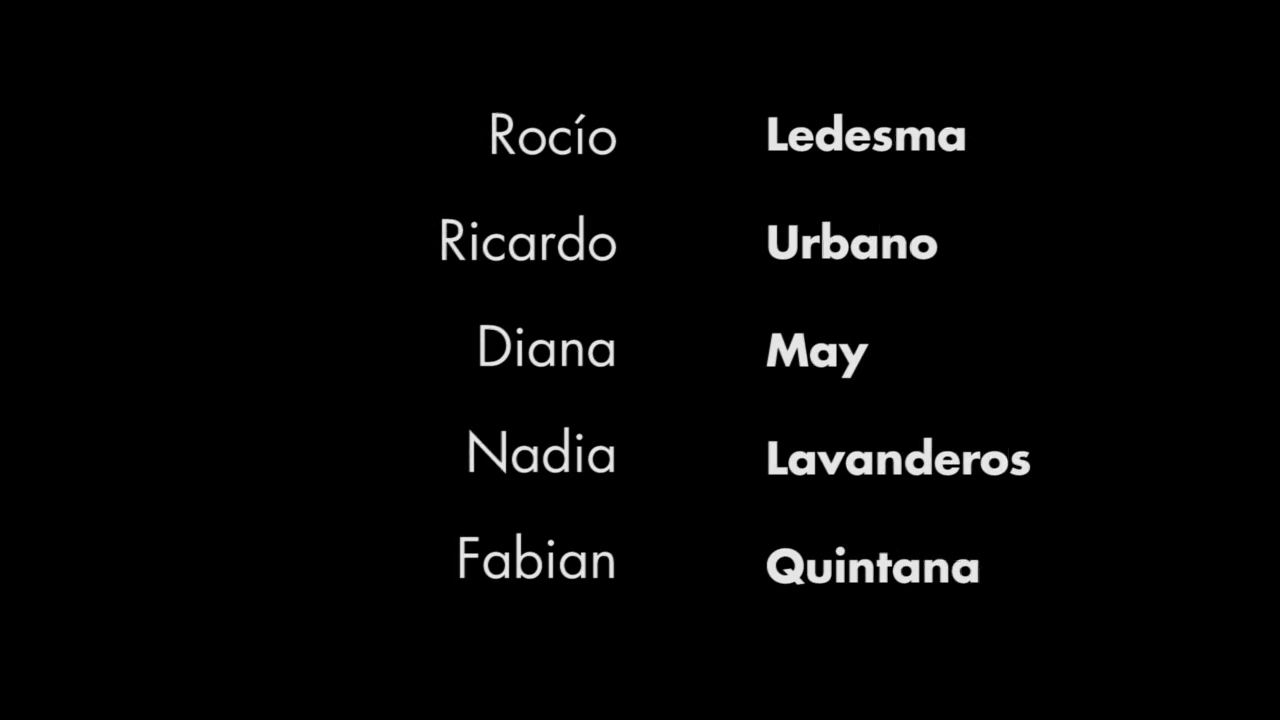 Rocío Ledesma
Ricardo Urbano
Diana May
Nadia Lavanderos
Fabian Quintana